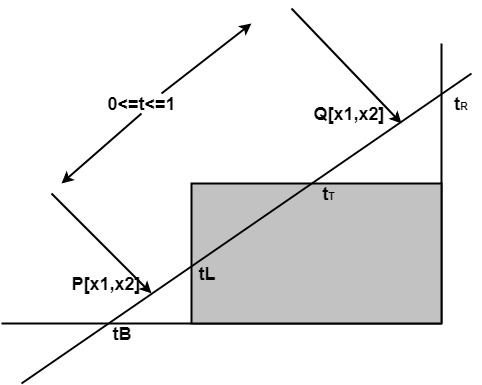 0<=t<=1
Q[x1,x2]
tR
tT
tL
P[x1,x2]
tB